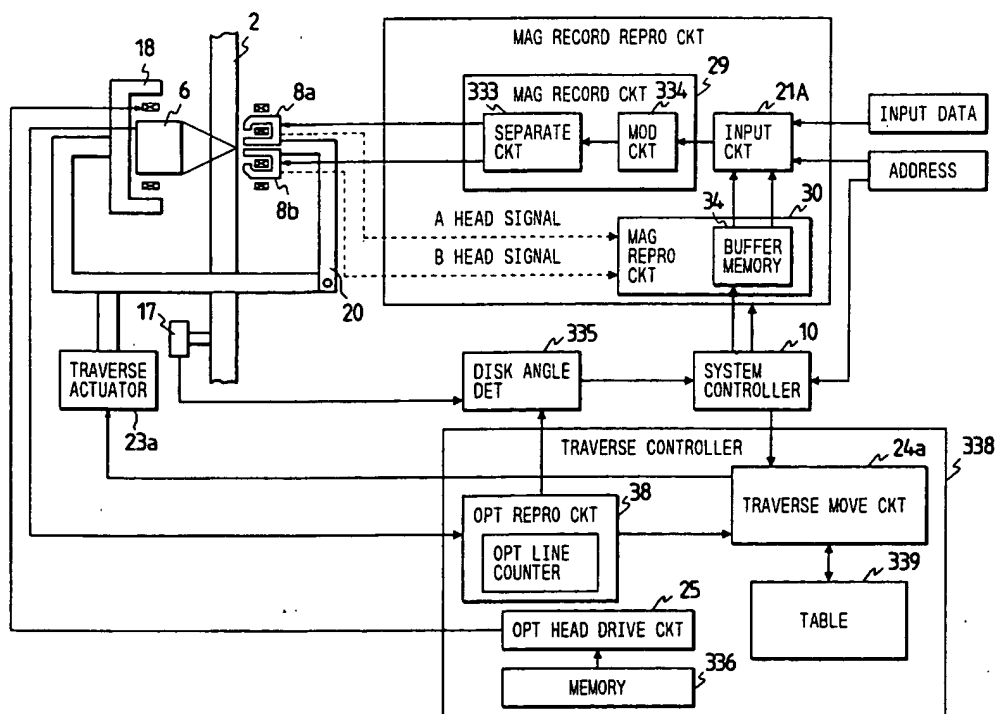 2
MAG RECORD REPRO CKT
18
6
29
8a
333
MAG RECORD CKT
334
21A
SEPARATE
CKT
MOD
CKT
INPUT
CKT
INPUT DATA
ADDRESS
8b
34
30
A HEAD SIGNAL
B HEAD SIGNAL
MAG
REPRO
CKT
BUFFER
MEMORY
20
17
335
10
TRAVERSE
ACTUATOR
DISK ANGLE
DET
SYSTEM
CONTROLLER
23a
TRAVERSE CONTROLLER
24a
338
38
OPT REPRO CKT
TRAVERSE MOVE CKT
OPT LINE
COUNTER
339
25
TABLE
OPT HEAD DRIVE CKT
336
MEMORY